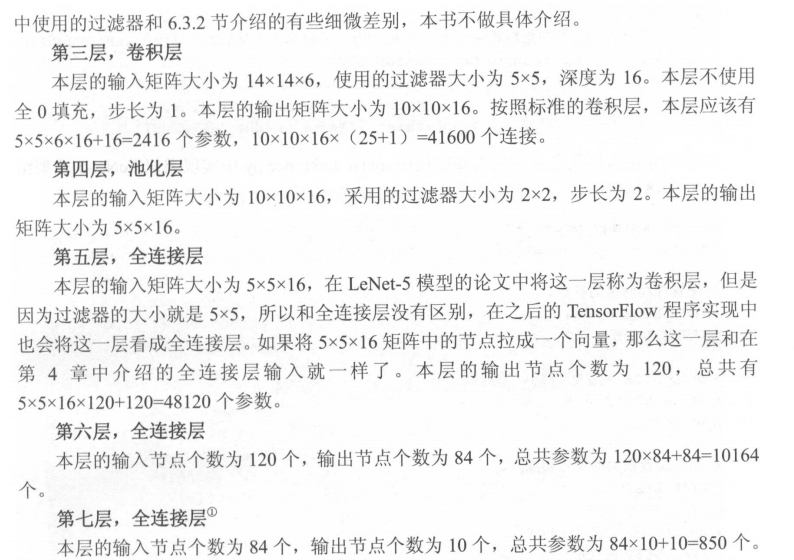 中使用的过滤器和 6.3.2 节介绍的有些细微差别，本书不做具体介绍。
第三层，卷积层
本层的输入矩阵大小为 14×14×6，使用的过滤器大小为 5×5，深度为 16。本层不使用
全 0 填充，步长为 1。本层的输出矩阵大小为 10×10×16。按照标准的卷积层，本层应该有
5×5×6×16+16=2416 个参数，10×10×16×（25+1）=41600 个连接。
第四层，池化层
本层的输入矩阵大小为 10×10×16，采用的过滤器大小为 2×2，步长为 2。本层的输出
矩阵大小为 5×5×16。
第五层，全连接层
本层的输入矩阵大小为 5×5×16，在 LeNet-5 模型的论文中将这一层称为卷积层，但是
因为过滤器的大小就是 5×5，所以和全连接层没有区别，在之后的 TensorFlow 程序实现中
也会将这一层看成全连接层。如果将 5×5×16 矩阵中的节点拉成一个向量，那么这一层和在
第 4 章中介绍的全连接层输入就一样了。本层的输出节点个数为 120，总共有
5×5×16×120+120=48120 个参数。
第六层，全连接层
本层的输入节点个数为 120 个，输出节点个数为 84 个，总共参数为 120×84+84=10164
个。
第七层，全连接层①
本层的输入节点个数为 84 个，输出节点个数为 10 个，总共参数为 84×10+10=850 个。